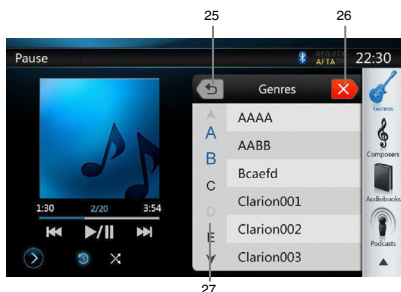 25 26
Pause AFTA 22:30
Genres
A AAAA
B AABB
C Bcaefd
D Clarion001
E Clarion002
Clarion003
1:30 2/20 3:54
Genres
Composers
Audiobooks
Podcasts
27